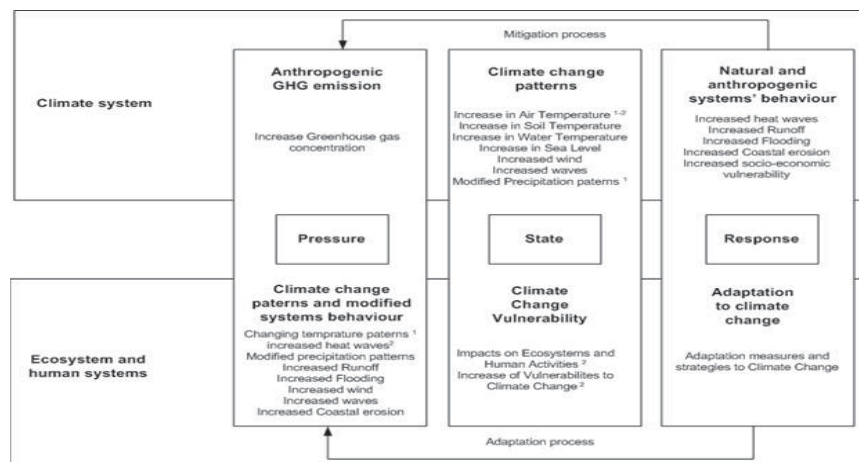 Mitigation process
Climate system
Anthropogenic
GHG emission
Increase Greenhouse gas
concentration
Climate change
patterns
Increase in Air Temperature ¹⁻²
Increase in Soil Temperature
Increase in Water Temperature
Increase in Sea Level
Increased wind
Increased waves
Modified Precipitation paterns ¹
Natural and
anthropogenic
systems' behaviour
Increased heat waves
Increased Runoff
Increased Flooding
Increased Coastal erosion
Increased socio-economic
vulnerability
Pressure
State
Response
Ecosystem and
human systems
Climate change
paterns and modified
systems behaviour
Changing temprature paterns ¹
increased heat waves²
Modified precipitation patterns
Increased Runoff
Increased Flooding
Increased wind
Increased waves
Increased Coastal erosion
Climate
Change
Vulnerability
Impacts on Ecosystems and
Human Activities ²
Increase of Vulnerabilites to
Climate Change ²
Adaptation
to climate
change
Adaptation measures and
strategies to Climate Change
Adaptation process